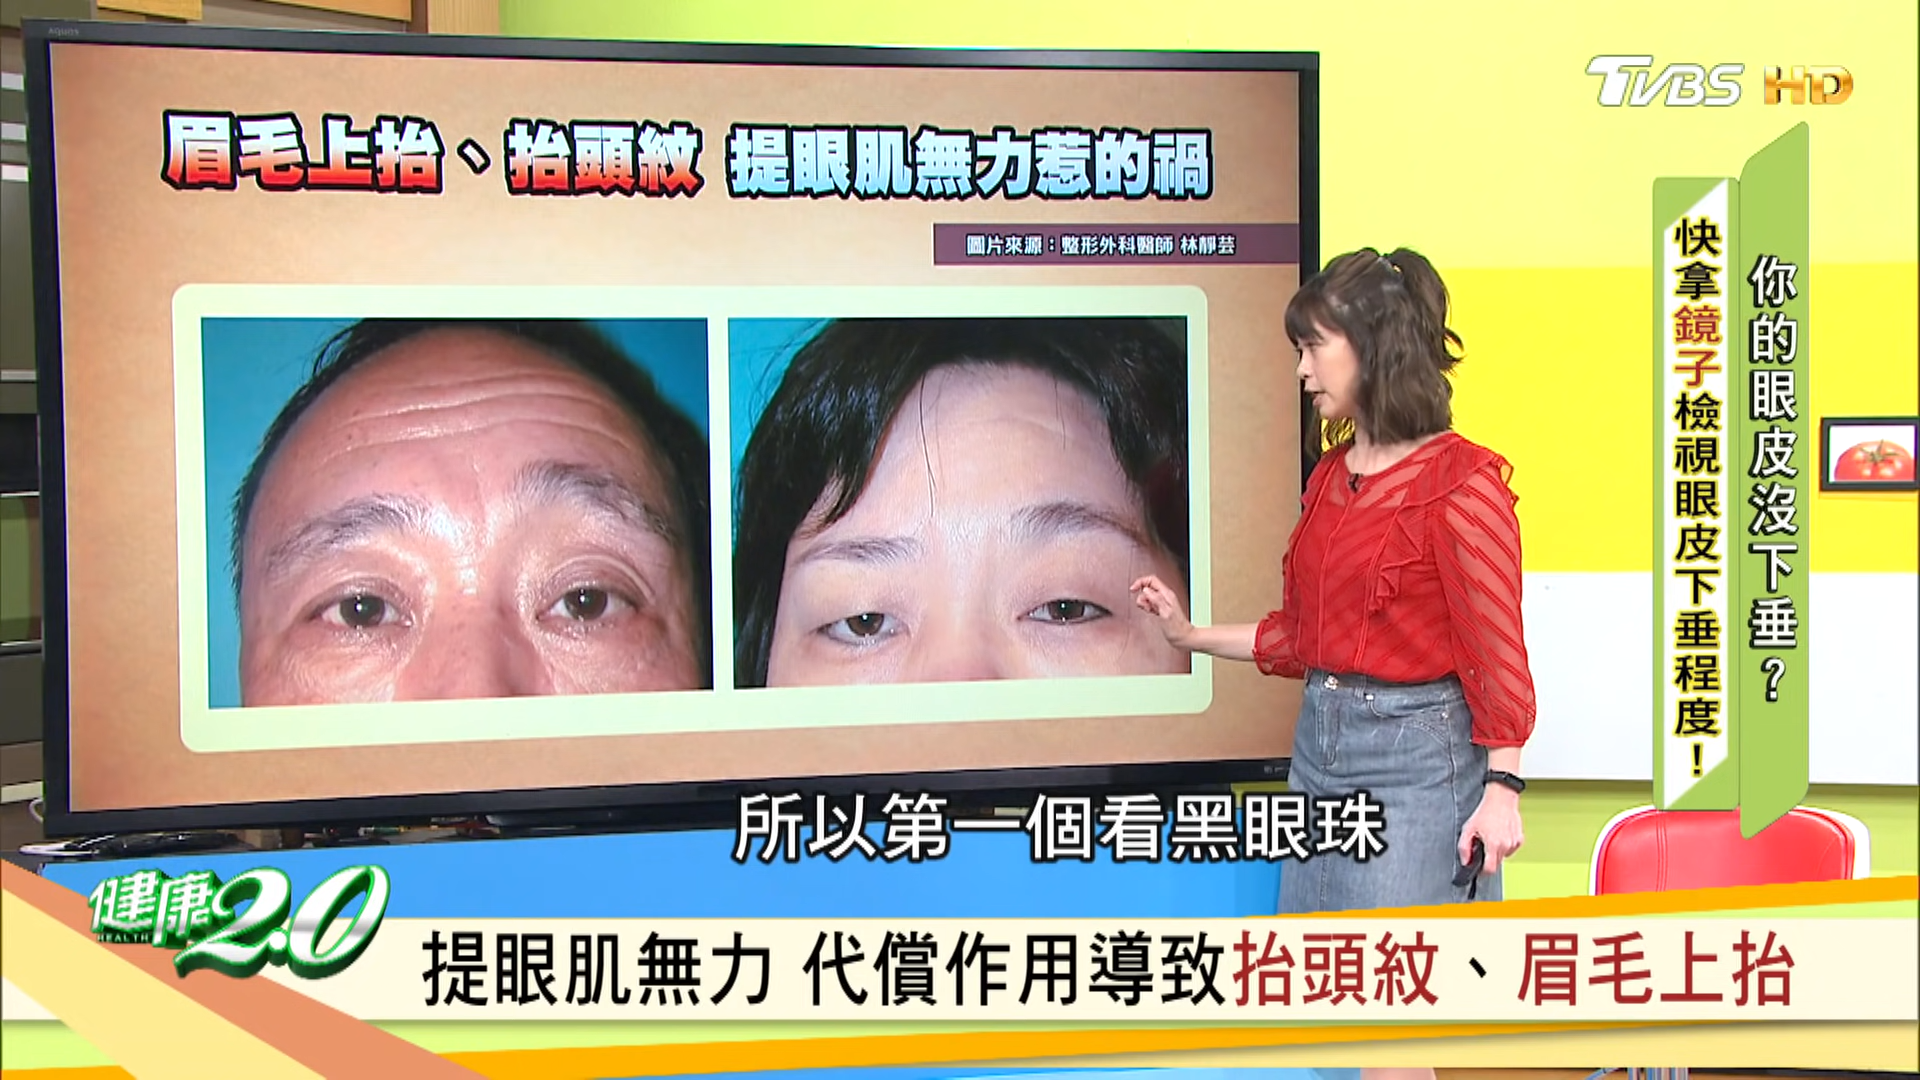 AQUOS
TVBS HD
眉毛上抬、抬頭紋 提眼肌無力惹的禍
圖片來源：整形外科醫師 林靜芸
你的眼皮沒下垂？
快拿鏡子檢視眼皮下垂程度！
所以第一個看黑眼珠
健康2.0
HEALTH
提眼肌無力 代償作用導致抬頭紋、眉毛上抬